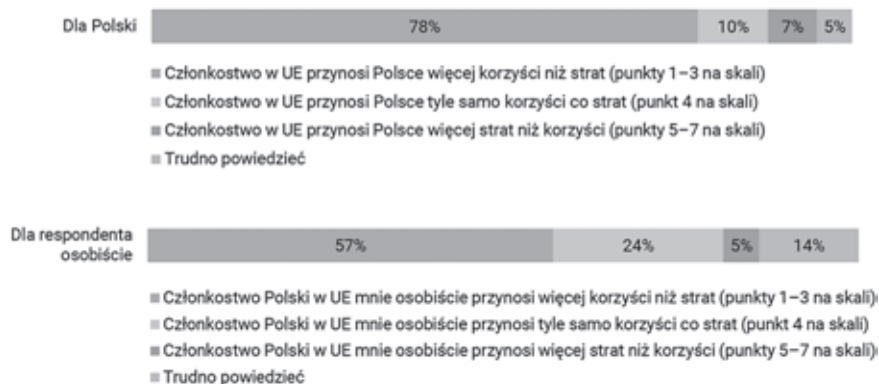 Dla Polski 78% 10% 7% 5%
Członkostwo w UE przynosi Polsce więcej korzyści niż strat (punkty 1–3 na skali)
Członkostwo w UE przynosi Polsce tyle samo korzyści co strat (punkt 4 na skali)
Członkostwo w UE przynosi Polsce więcej strat niż korzyści (punkty 5–7 na skali)
Trudno powiedzieć
Dla respondenta
osobiście 57% 24% 5% 14%
Członkostwo Polski w UE mnie osobiście przynosi więcej korzyści niż strat (punkty 1–3 na skali)
Członkostwo Polski w UE mnie osobiście przynosi tyle samo korzyści co strat (punkt 4 na skali)
Członkostwo Polski w UE mnie osobiście przynosi więcej strat niż korzyści (punkty 5–7 na skali)
Trudno powiedzieć